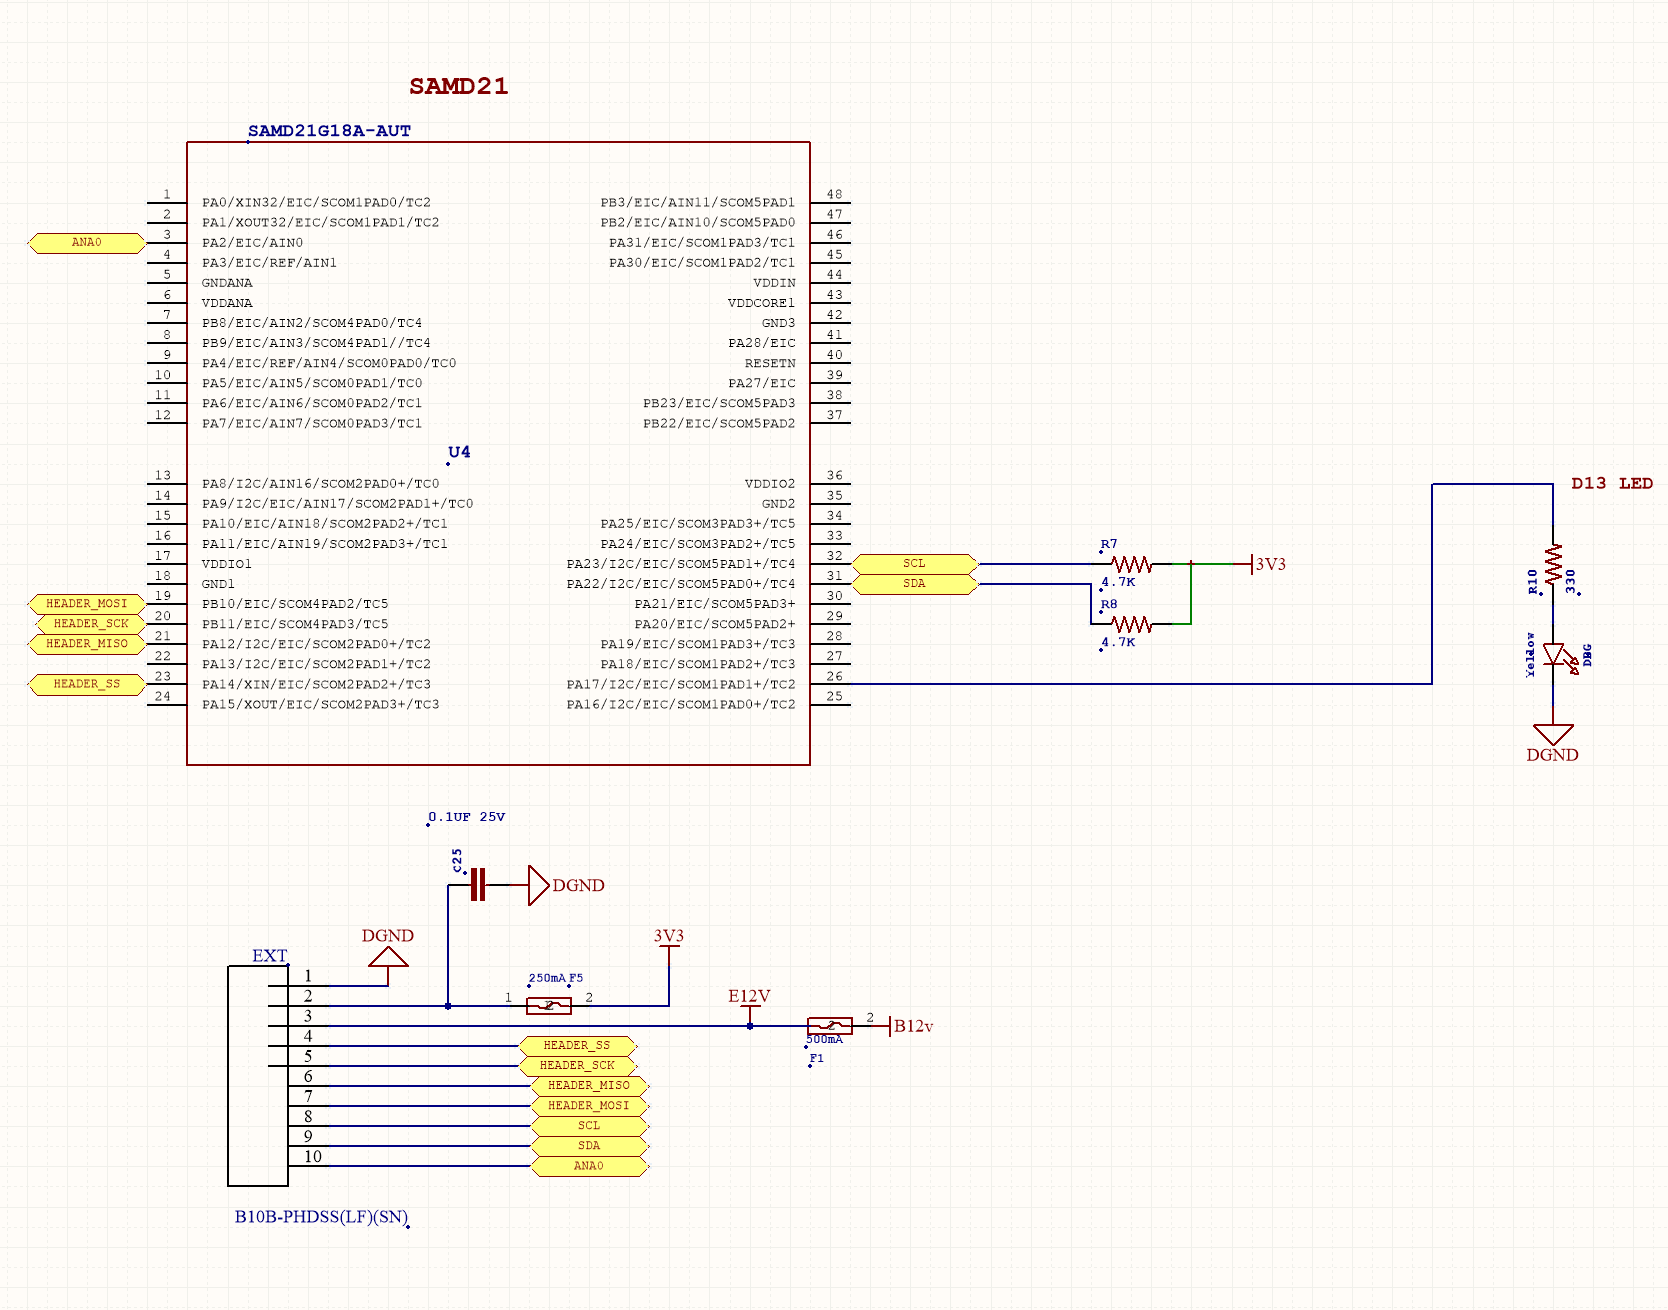 SAMD21
SAMD21G18A-AUT
1 PA0/XIN32/EIC/SCOM1PAD0/TC2
2 PA1/XOUT32/EIC/SCOM1PAD1/TC2
ANA0 3 PA2/EIC/AIN0
4 PA3/EIC/REF/AIN1
5 GNDANA
6 VDDANA
7 PB8/EIC/AIN2/SCOM4PAD0/TC4
8 PB9/EIC/AIN3/SCOM4PAD1//TC4
9 PA4/EIC/REF/AIN4/SCOM0PAD0/TC0
10 PA5/EIC/AIN5/SCOM0PAD1/TC0
11 PA6/EIC/AIN6/SCOM0PAD2/TC1
12 PA7/EIC/AIN7/SCOM0PAD3/TC1
PB3/EIC/AIN11/SCOM5PAD1 48
PB2/EIC/AIN10/SCOM5PAD0 47
PA31/EIC/SCOM1PAD3/TC1 46
PA30/EIC/SCOM1PAD2/TC1 45
VDDIN 44
VDDCORE1 43
GND3 42
PA28/EIC 41
RESETN 40
PA27/EIC 39
PB23/EIC/SCOM5PAD3 38
PB22/EIC/SCOM5PAD2 37
U4
13 PA8/I2C/AIN16/SCOM2PAD0+/TC0
14 PA9/I2C/EIC/AIN17/SCOM2PAD1+/TC0
15 PA10/EIC/AIN18/SCOM2PAD2+/TC1
16 PA11/EIC/AIN19/SCOM2PAD3+/TC1
17 VDDIO1
18 GND1
HEADER_MOSI 19 PB10/EIC/SCOM4PAD2/TC5
HEADER_SCK 20 PB11/EIC/SCOM4PAD3/TC5
HEADER_MISO 21 PA12/I2C/EIC/SCOM2PAD0+/TC2
22 PA13/I2C/EIC/SCOM2PAD1+/TC2
HEADER_SS 23 PA14/XIN/EIC/SCOM2PAD2+/TC3
24 PA15/XOUT/EIC/SCOM2PAD3+/TC3
VDDIO2 36
GND2 35
PA25/EIC/SCOM3PAD3+/TC5 34
PA24/EIC/SCOM3PAD2+/TC5 33
PA23/I2C/EIC/SCOM5PAD1+/TC4 32 SCL
PA22/I2C/EIC/SCOM5PAD0+/TC4 31 SDA
PA21/EIC/SCOM5PAD3+ 30
PA20/EIC/SCOM5PAD2+ 29
PA19/EIC/SCOM1PAD3+/TC3 28
PA18/EIC/SCOM1PAD2+/TC3 27
PA17/I2C/EIC/SCOM1PAD1+/TC2 26
PA16/I2C/EIC/SCOM1PAD0+/TC2 25
R7
4.7K
3V3
R8
4.7K
D13 LED
R10
330
Yellow
DGND
0.1UF 25V
C25
DGND
EXT
DGND
3V3
250mA F5
1 2 2
E12V
2 2 B12v
500mA
F1
1
2
3
4 HEADER_SS
5 HEADER_SCK
6 HEADER_MISO
7 HEADER_MOSI
8 SCL
9 SDA
10 ANA0
B10B-PHDSS(LF)(SN)